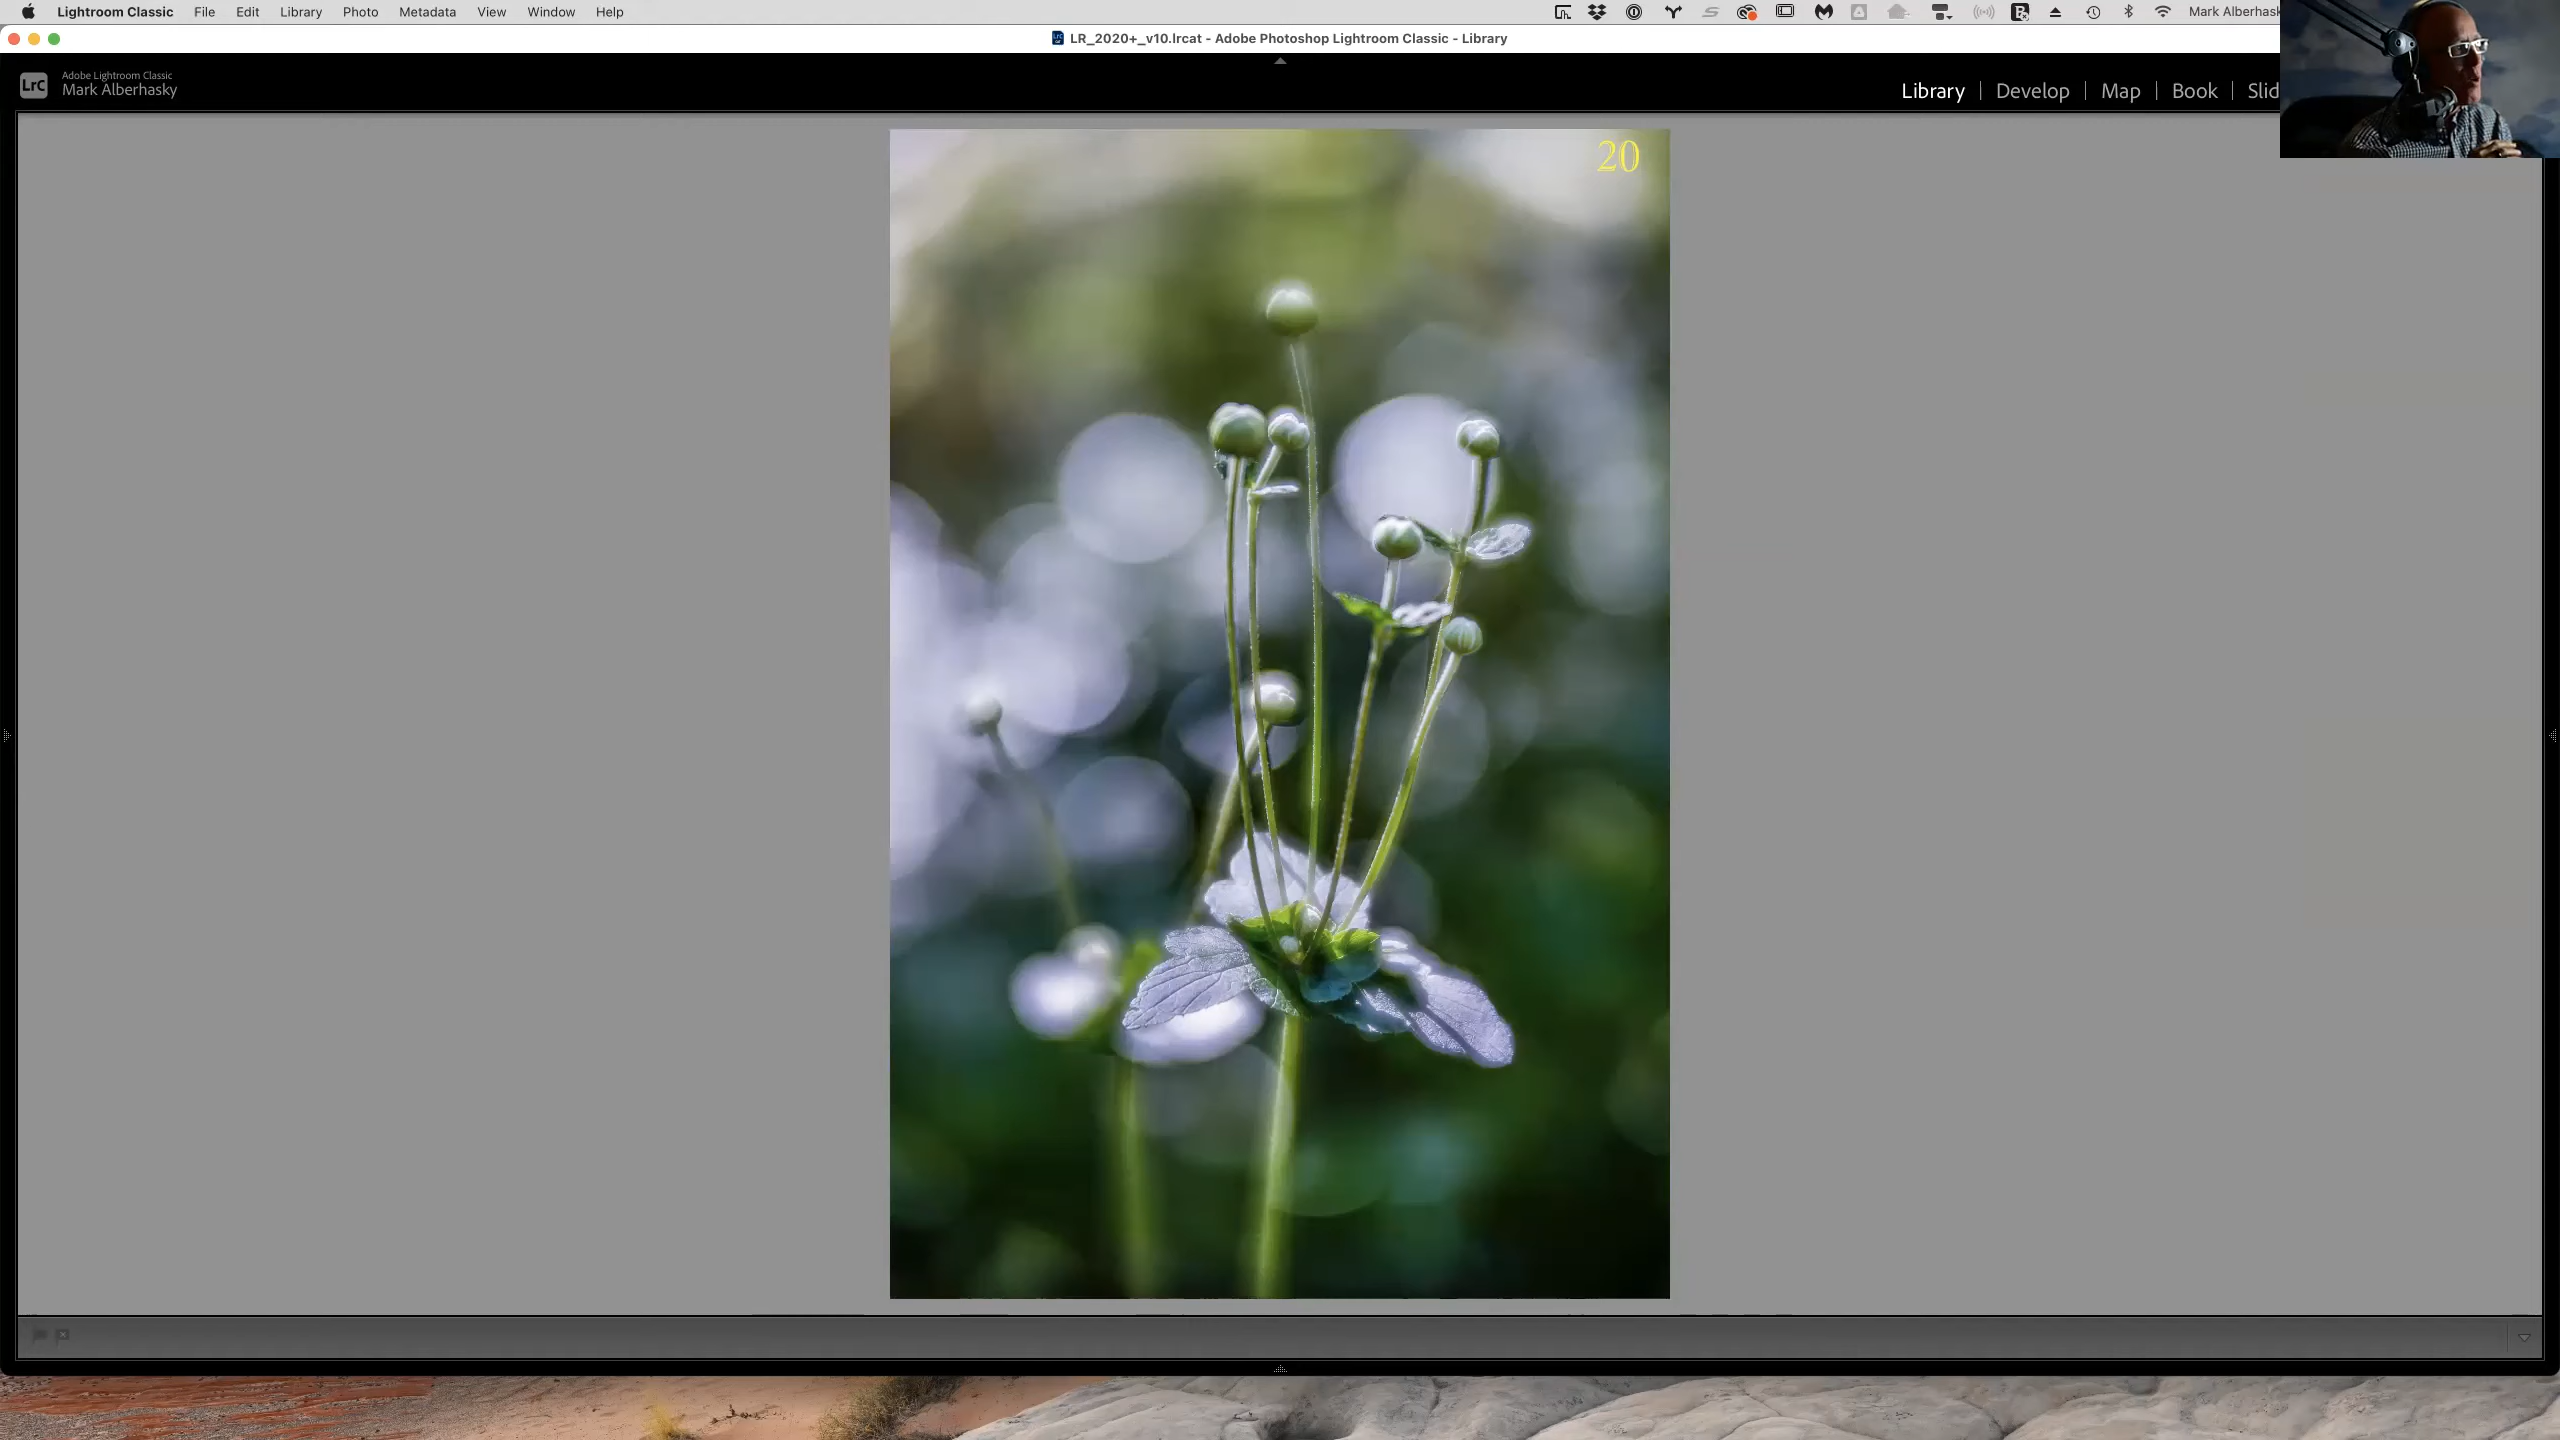 Lightroom Classic File Edit Library Photo Metadata View Window Help Mark Alberhask
LR_2020+_v10.lrcat - Adobe Photoshop Lightroom Classic - Library
LrC Adobe Lightroom Classic
Mark Alberhasky
Library | Develop | Map | Book | Slid
20